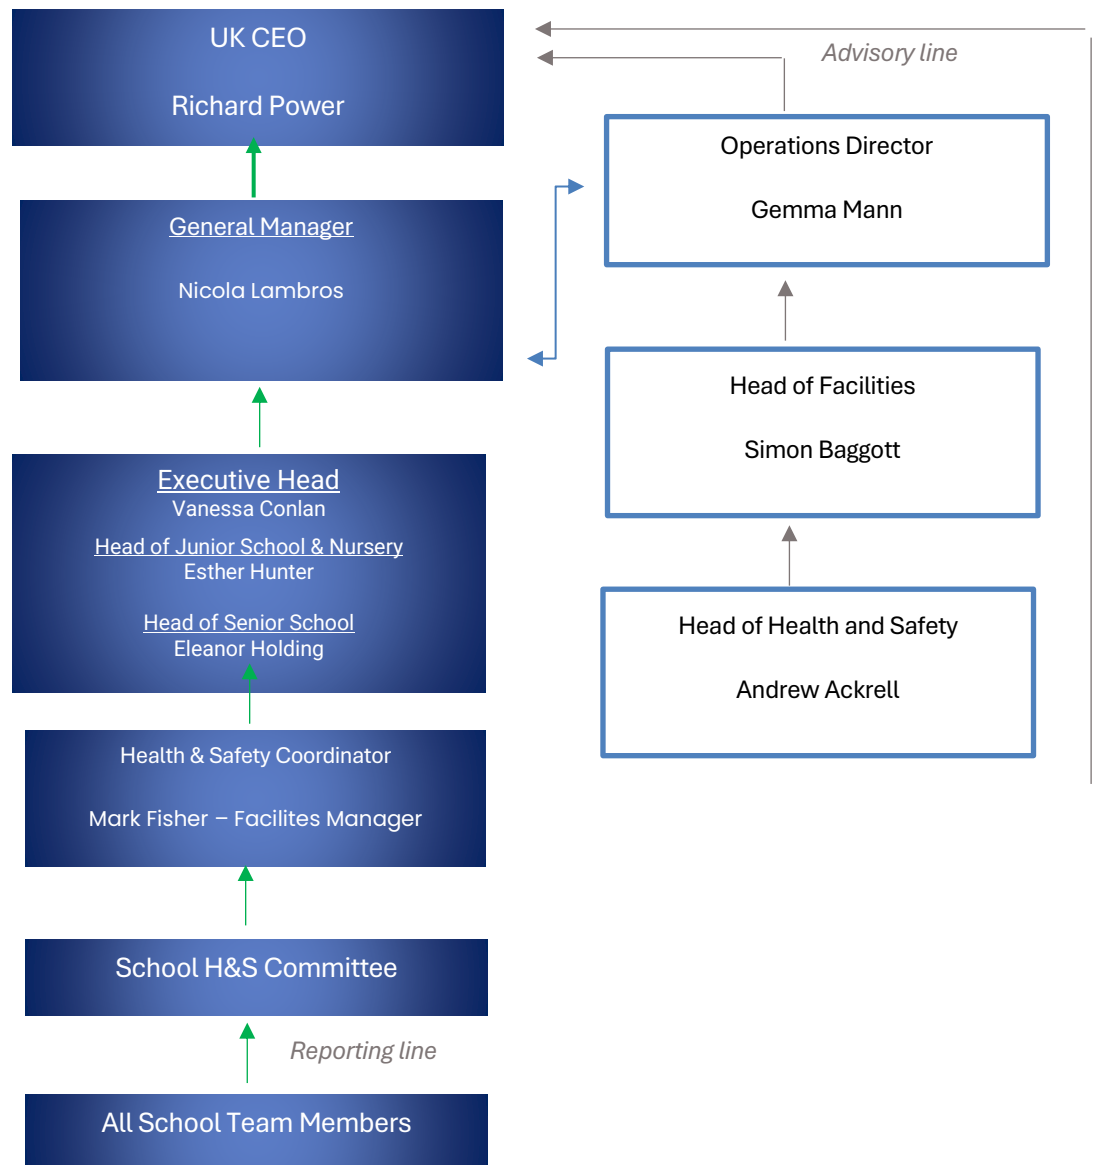 UK CEO
Richard Power
Advisory line
Operations Director
Gemma Mann
General Manager
Nicola Lambros
Head of Facilities
Simon Baggott
Executive Head
Vanessa Conlan
Head of Junior School & Nursery
Esther Hunter
Head of Senior School
Eleanor Holding
Head of Health and Safety
Andrew Ackrell
Health & Safety Coordinator
Mark Fisher – Facilites Manager
School H&S Committee
Reporting line
All School Team Members